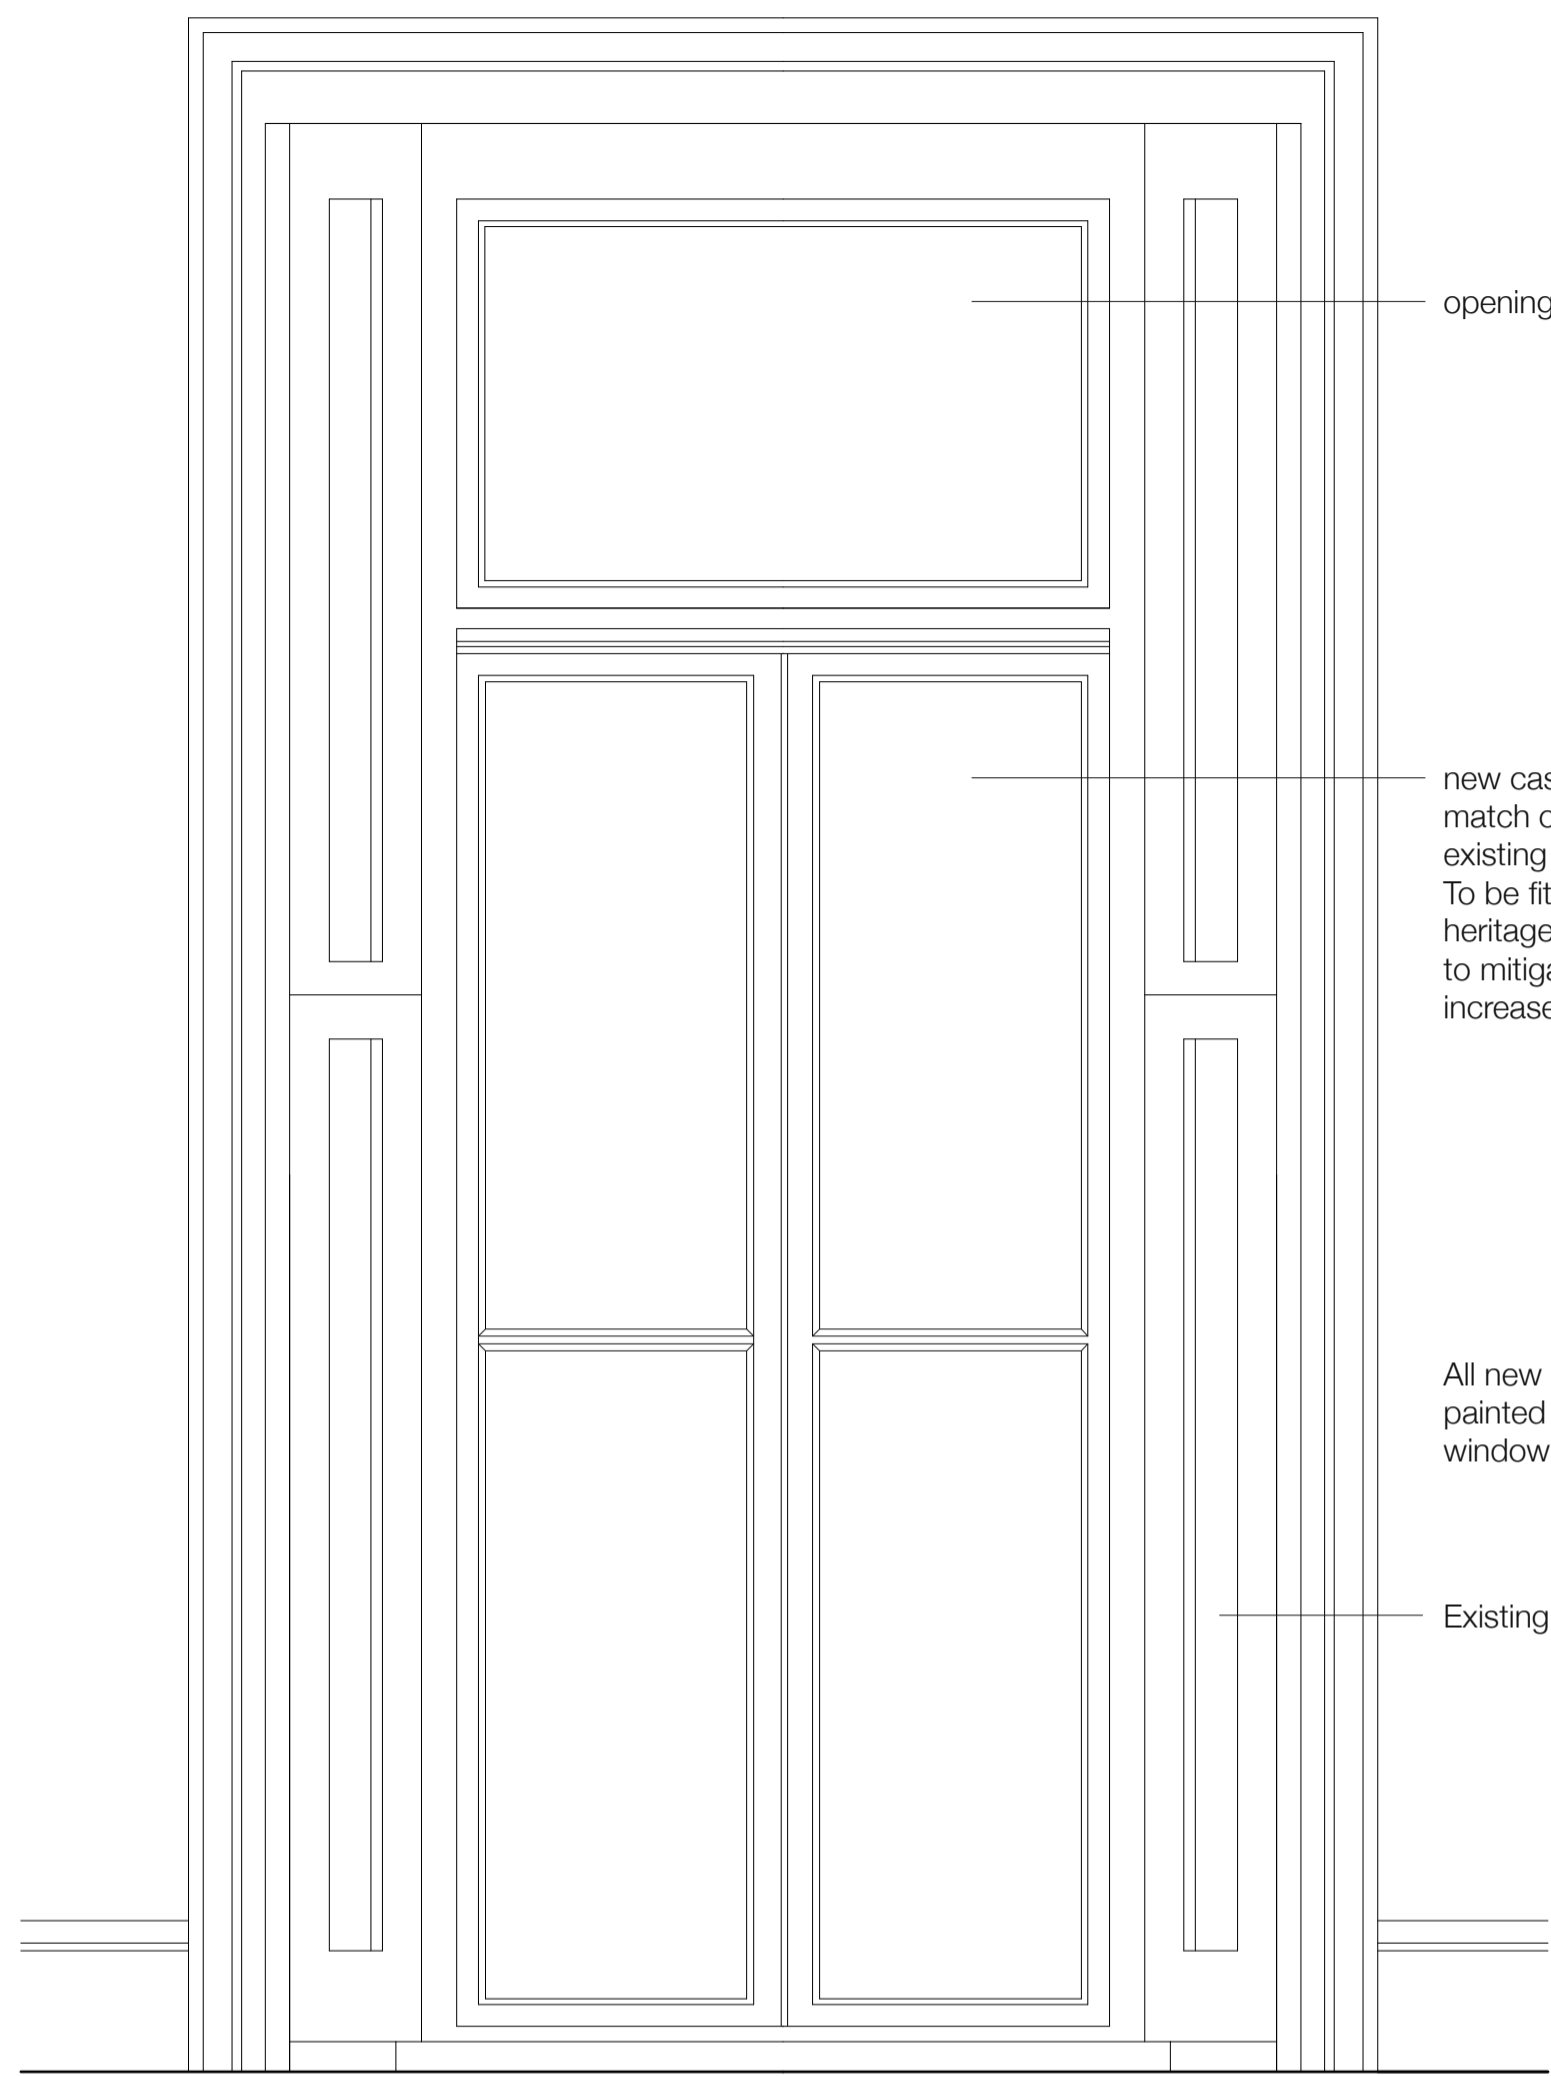 opening
new cas
match o
existing
To be fit
heritage
to mitiga
increase
All new
painted
window
Existing